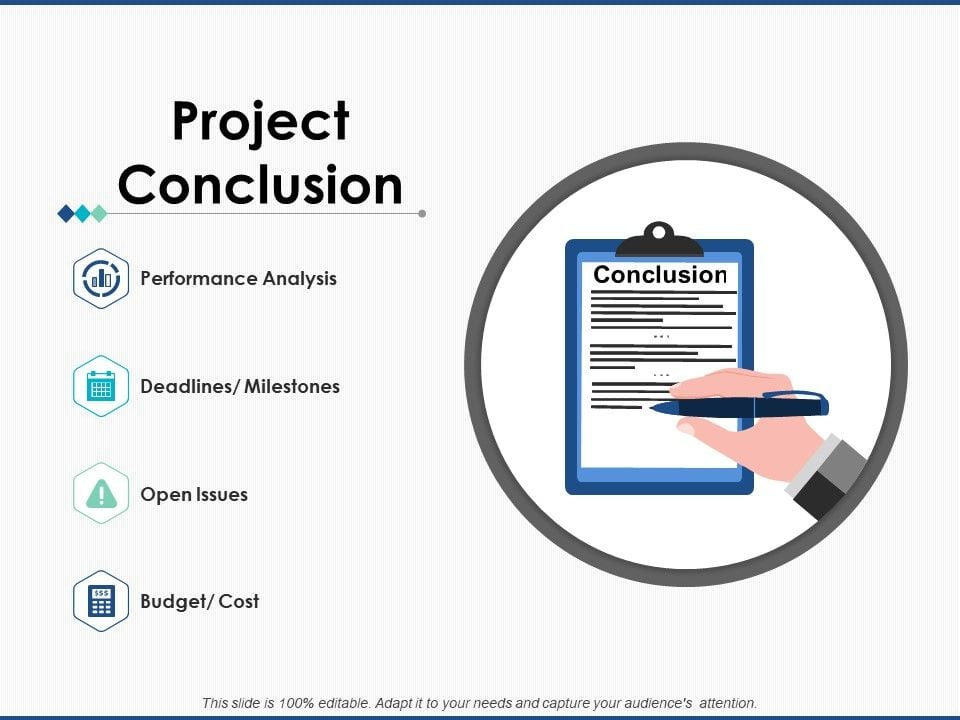 Project
Conclusion
Performance Analysis
Deadlines/ Milestones
Open Issues
$$$
Budget/ Cost
Conclusion
This slide is 100% editable. Adapt it to your needs and capture your audience's attention.